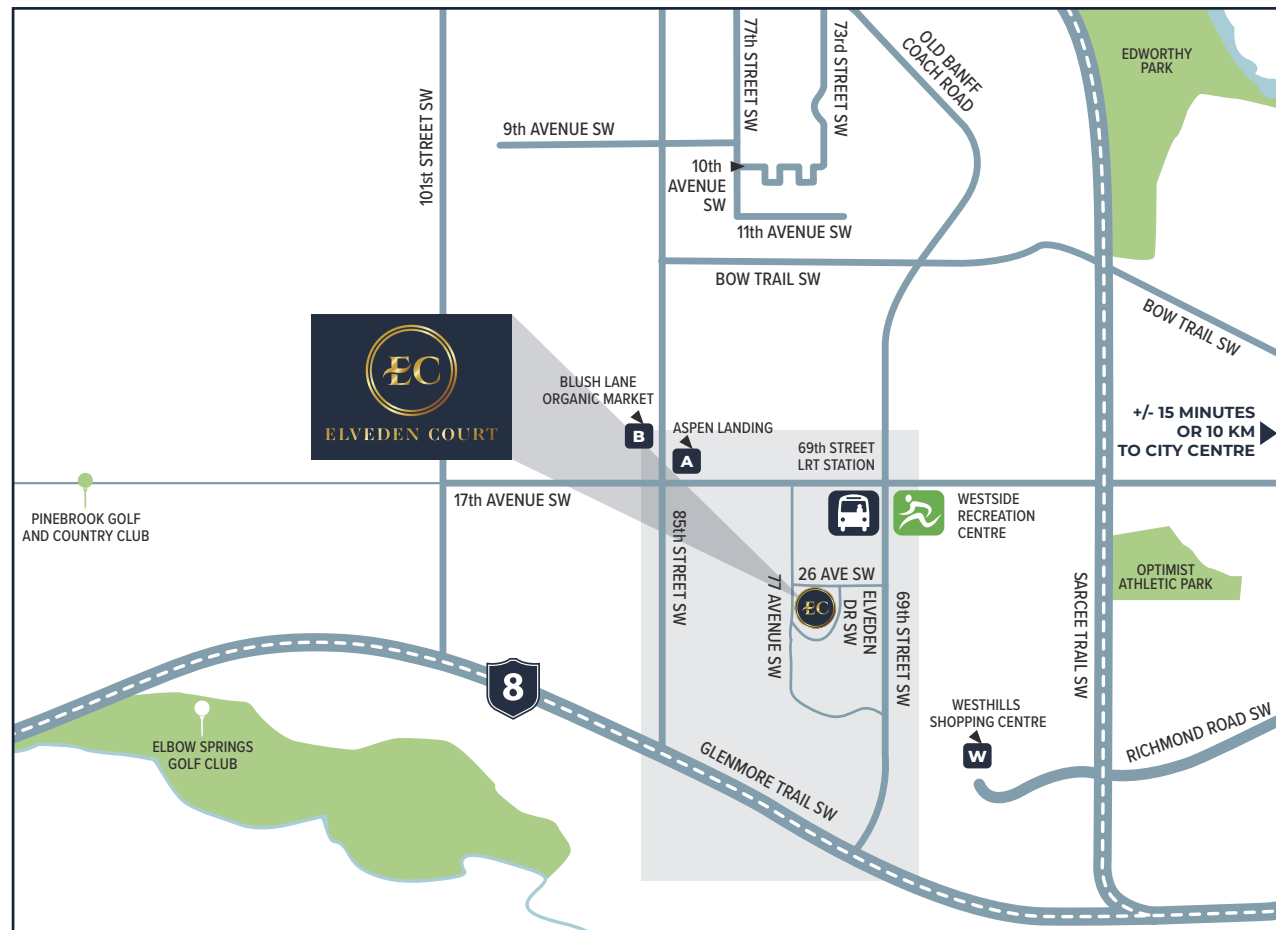 77th STREET SW
73rd STREET SW
OLD BANFF
COACH ROAD
EDWORTHY
PARK
101st STREET SW
9th AVENUE SW
10th
AVENUE
SW
11th AVENUE SW
BOW TRAIL SW
BOW TRAIL SW
EC
ELVEDEN COURT
BLUSH LANE
ORGANIC MARKET
B
ASPEN LANDING
A
69th STREET
LRT STATION
+/- 15 MINUTES
OR 10 KM
TO CITY CENTRE
17th AVENUE SW
PINEBROOK GOLF
AND COUNTRY CLUB
WESTSIDE
RECREATION
CENTRE
85th STREET SW
77 AVENUE SW
26 AVE SW
EC
ELVEDEN
DR SW
69th STREET SW
SARCEE TRAIL SW
OPTIMIST
ATHLETIC PARK
8
ELBOW SPRINGS
GOLF CLUB
GLENMORE TRAIL SW
WESTHILLS
SHOPPING CENTRE
W
RICHMOND ROAD SW